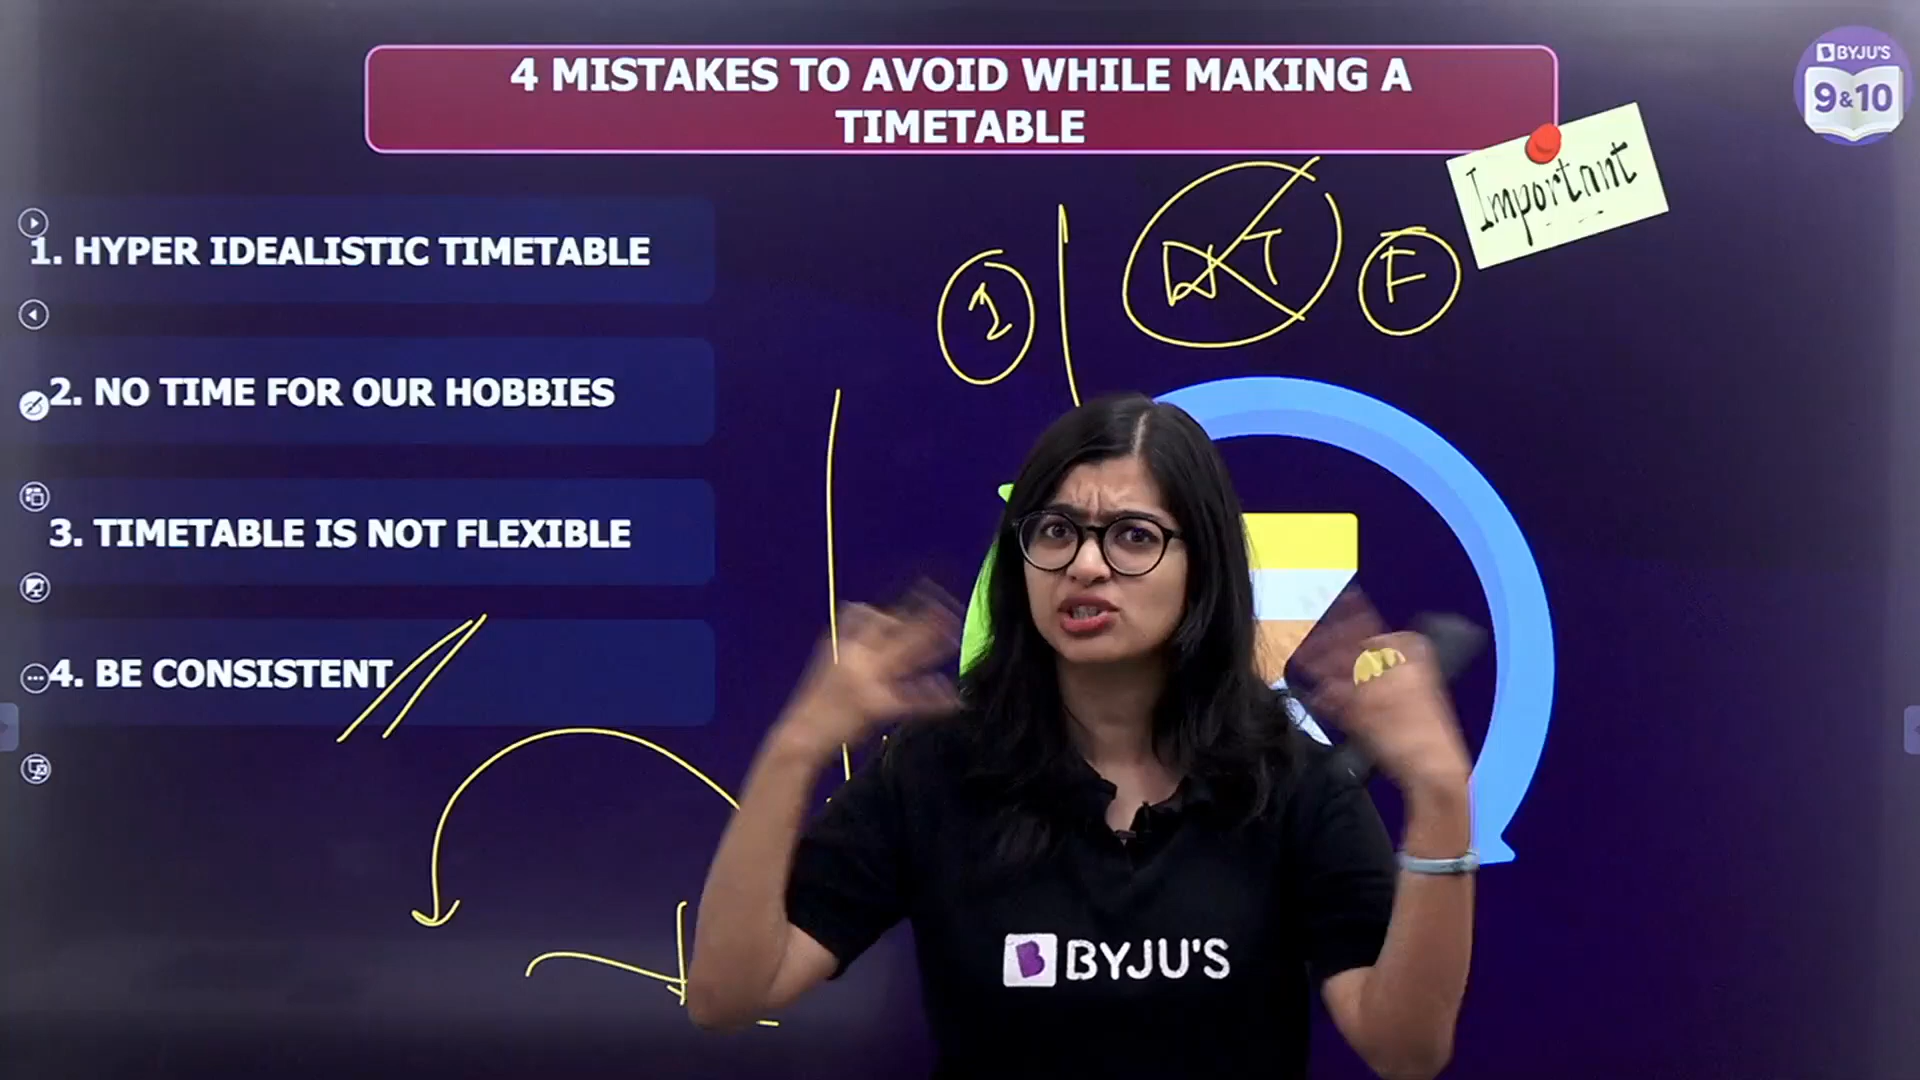 4 MISTAKES TO AVOID WHILE MAKING A
TIMETABLE
BYJU'S
9&10
Important
1. HYPER IDEALISTIC TIMETABLE
2. NO TIME FOR OUR HOBBIES
3. TIMETABLE IS NOT FLEXIBLE
4. BE CONSISTENT
F
BYJU'S